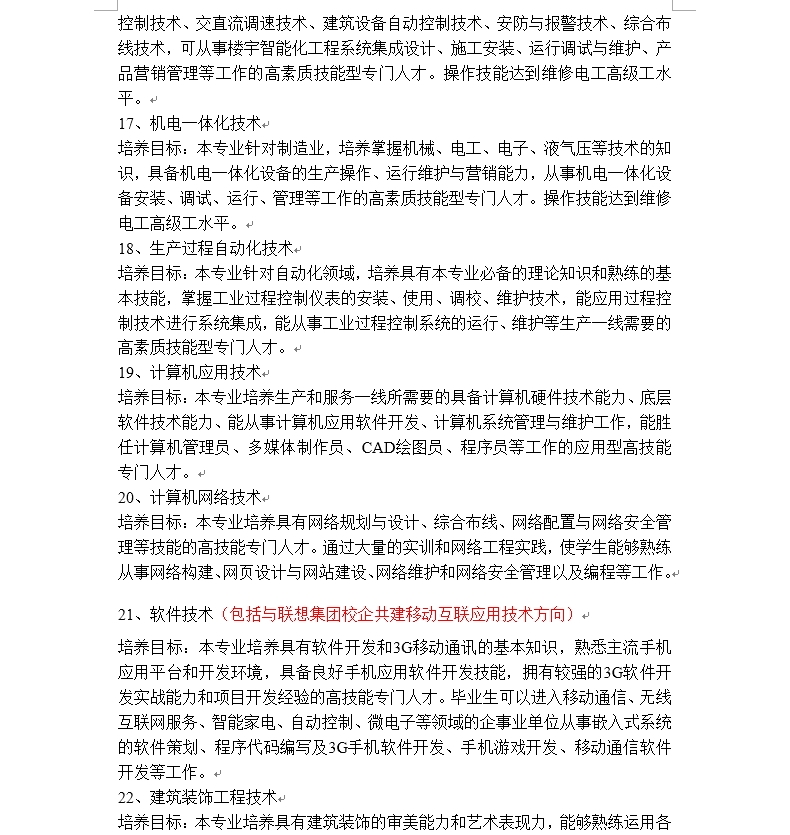 控制技术、交直流调速技术、建筑设备自动控制技术、安防与报警技术、综合布
线技术，可从事楼宇智能化工程系统集成设计、施工安装、运行调试与维护、产
品营销管理等工作的高素质技能型专门人才。操作技能达到维修电工高级工水
平。
17、机电一体化技术
培养目标：本专业针对制造业，培养掌握机械、电工、电子、液气压等技术的知
识，具备机电一体化设备的生产操作、运行维护与营销能力，从事机电一体化设
备安装、调试、运行、管理等工作的高素质技能型专门人才。操作技能达到维修
电工高级工水平。
18、生产过程自动化技术
培养目标：本专业针对自动化领域，培养具有本专业必备的理论知识和熟练的基
本技能，掌握工业过程控制仪表的安装、使用、调校、维护技术，能应用过程控
制技术进行系统集成，能从事工业过程控制系统的运行、维护等生产一线需要的
高素质技能型专门人才。
19、计算机应用技术
培养目标：本专业培养生产和服务一线所需要的具备计算机硬件技术能力、底层
软件技术能力、能从事计算机应用软件开发、计算机系统管理与维护工作，能胜
任计算机管理员、多媒体制作员、CAD绘图员、程序员等工作的应用型高技能
专门人才。
20、计算机网络技术
培养目标：本专业培养具有网络规划与设计、综合布线、网络配置与网络安全管
理等技能的高技能专门人才。通过大量的实训和网络工程实践，使学生能够熟练
从事网络构建、网页设计与网站建设、网络维护和网络安全管理以及编程等工作。
21、软件技术（包括与联想集团校企共建移动互联应用技术方向）
培养目标：本专业培养具有软件开发和3G移动通讯的基本知识，熟悉主流手机
应用平台和开发环境，具备良好手机应用软件开发技能，拥有较强的3G软件开
发实战能力和项目开发经验的高技能专门人才。毕业生可以进入移动通信、无线
互联网服务、智能家电、自动控制、微电子等领域的企事业单位从事嵌入式系统
的软件策划、程序代码编写及3G手机软件开发、手机游戏开发、移动通信软件
开发等工作。
22、建筑装饰工程技术
培养目标：本专业培养具有建筑装饰的审美能力和艺术表现力，能够熟练运用各